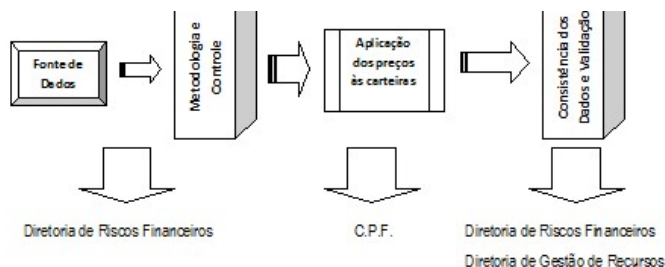 Fonte de
Dados
Metodologia e
Controle
Aplicação
dos preços
às carteiras
Consistência dos
Dados e Validação
Diretoria de Riscos Financeiros
C.P.F.
Diretoria de Riscos Financeiros
Diretoria de Gestão de Recursos